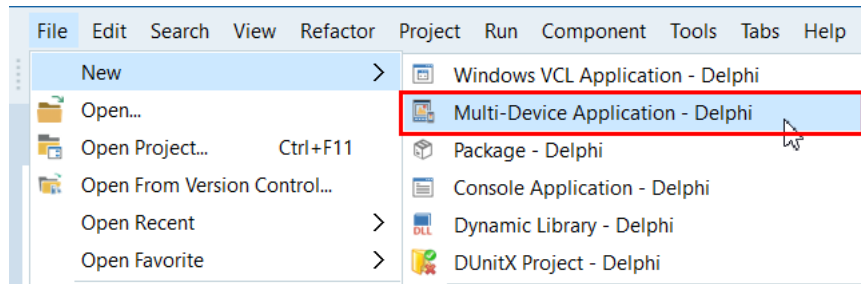 File Edit Search View Refactor Project Run Component Tools Tabs Help
New
Open...
Open Project... Ctrl+F11
Open From Version Control...
Open Recent
Open Favorite
Windows VCL Application - Delphi
Multi-Device Application - Delphi
Package - Delphi
Console Application - Delphi
DLL Dynamic Library - Delphi
DUnitX Project - Delphi